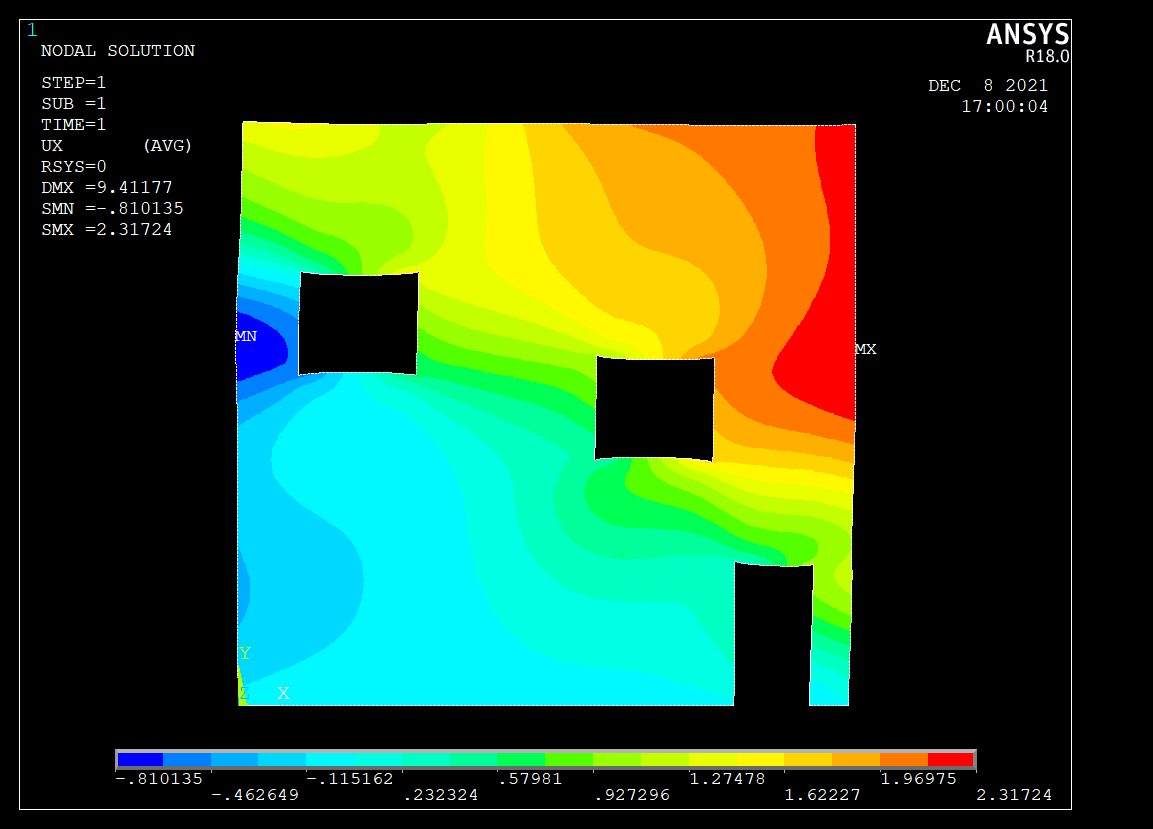 1
NODAL SOLUTION
STEP=1
SUB =1
TIME=1
UX (AVG)
RSYS=0
DMX =9.41177
SMN =-.810135
SMX =2.31724
ANSYS
R18.0
DEC 8 2021
17:00:04
MN
MX
Y
Z X
-.810135 -.115162 .57981 1.27478 1.96975
-.462649 .232324 .927296 1.62227 2.31724